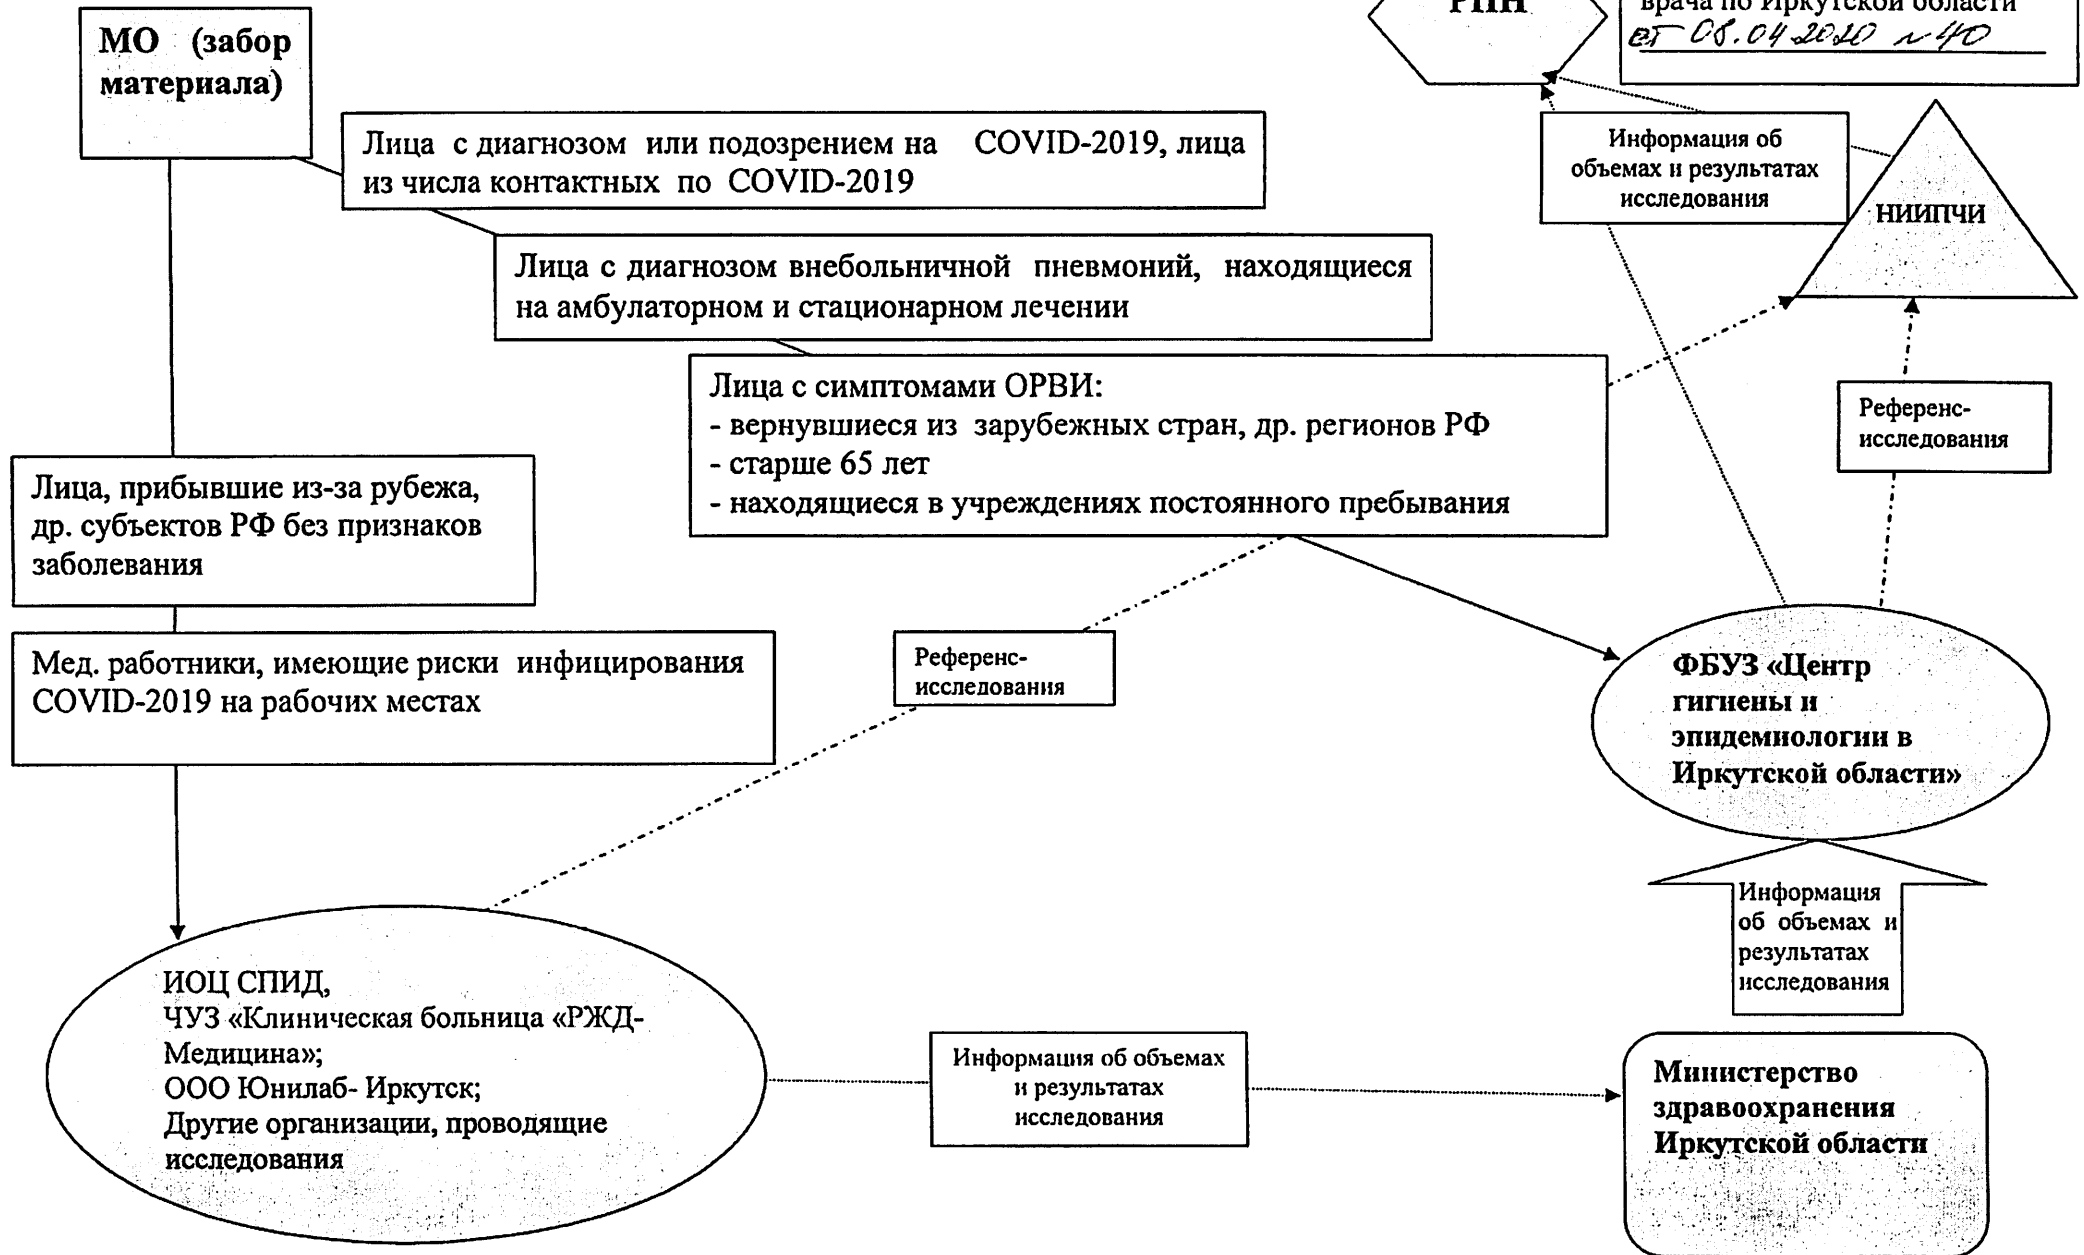 РПН
врача по Иркутской области
от 08.04.2020 № 40
МО (забор
материала)
Лица с диагнозом или подозрением на COVID-2019, лица
из числа контактных по COVID-2019
Информация об
объемах и результатах
исследования
НИИПЧИ
Лица с диагнозом внебольничной пневмоний, находящиеся
на амбулаторном и стационарном лечении
Лица с симптомами ОРВИ:
- вернувшиеся из зарубежных стран, др. регионов РФ
- старше 65 лет
- находящиеся в учреждениях постоянного пребывания
Референс-
исследования
Лица, прибывшие из-за рубежа,
др. субъектов РФ без признаков
заболевания
Мед. работники, имеющие риски инфицирования
COVID-2019 на рабочих местах
Референс-
исследования
ФБУЗ «Центр
гигиены и
эпидемиологии в
Иркутской области»
Информация
об объемах и
результатах
исследования
ИОЦ СПИД,
ЧУЗ «Клиническая больница «РЖД-
Медицина»;
ООО Юнилаб- Иркутск;
Другие организации, проводящие
исследования
Информация об объемах
и результатах
исследования
Министерство
здравоохранения
Иркутской области